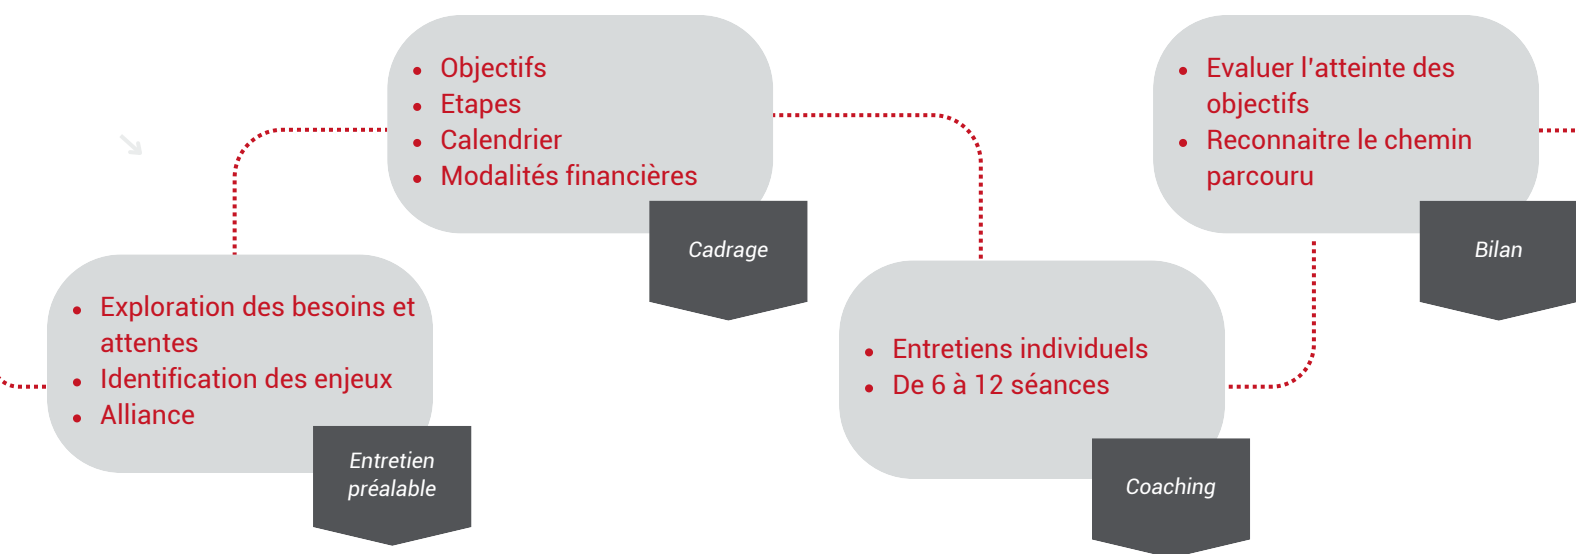 Exploration des besoins et
attentes
Identification des enjeux
Alliance
Entretien
préalable
Objectifs
Etapes
Calendrier
Modalités financières
Cadrage
Entretiens individuels
De 6 à 12 séances
Coaching
Evaluer l'atteinte des
objectifs
Reconnaitre le chemin
parcouru
Bilan